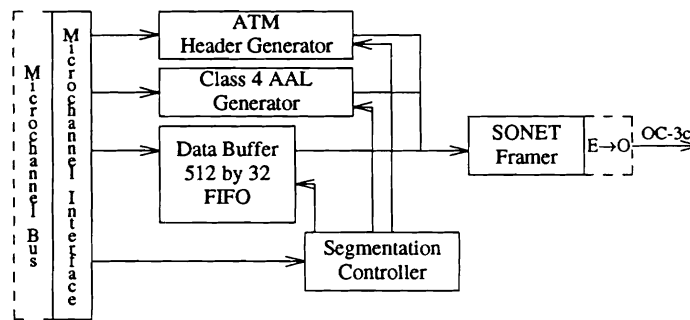 Microchannel Bus
Microchannel Interface
ATM
Header Generator
Class 4 AAL
Generator
Data Buffer
512 by 32
FIFO
Segmentation
Controller
SONET
Framer
E→O
OC-3c